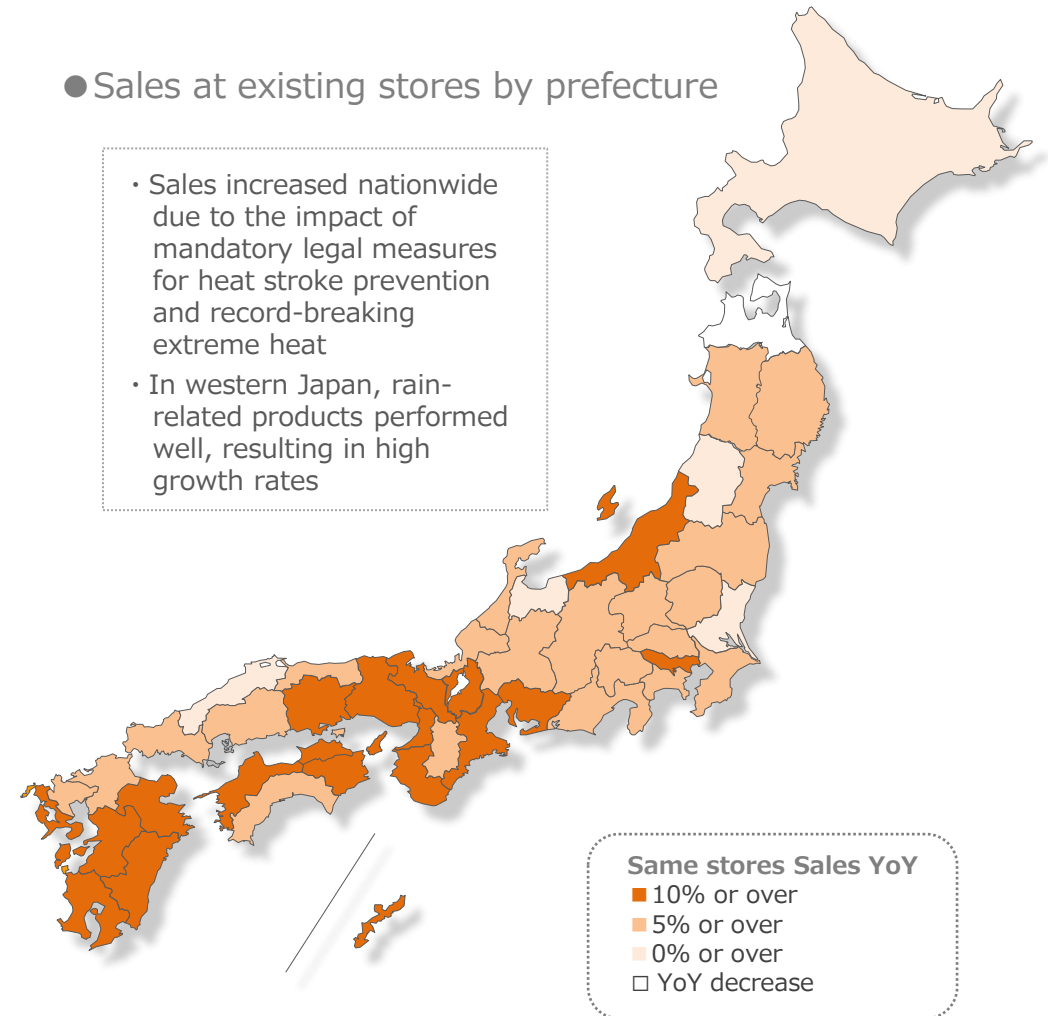 ●Sales at existing stores by prefecture
・Sales increased nationwide
due to the impact of
mandatory legal measures
for heat stroke prevention
and record-breaking
extreme heat
・In western Japan, rain-
related products performed
well, resulting in high
growth rates
Same stores Sales YoY
■10% or over
■5% or over
■0% or over
□ YoY decrease